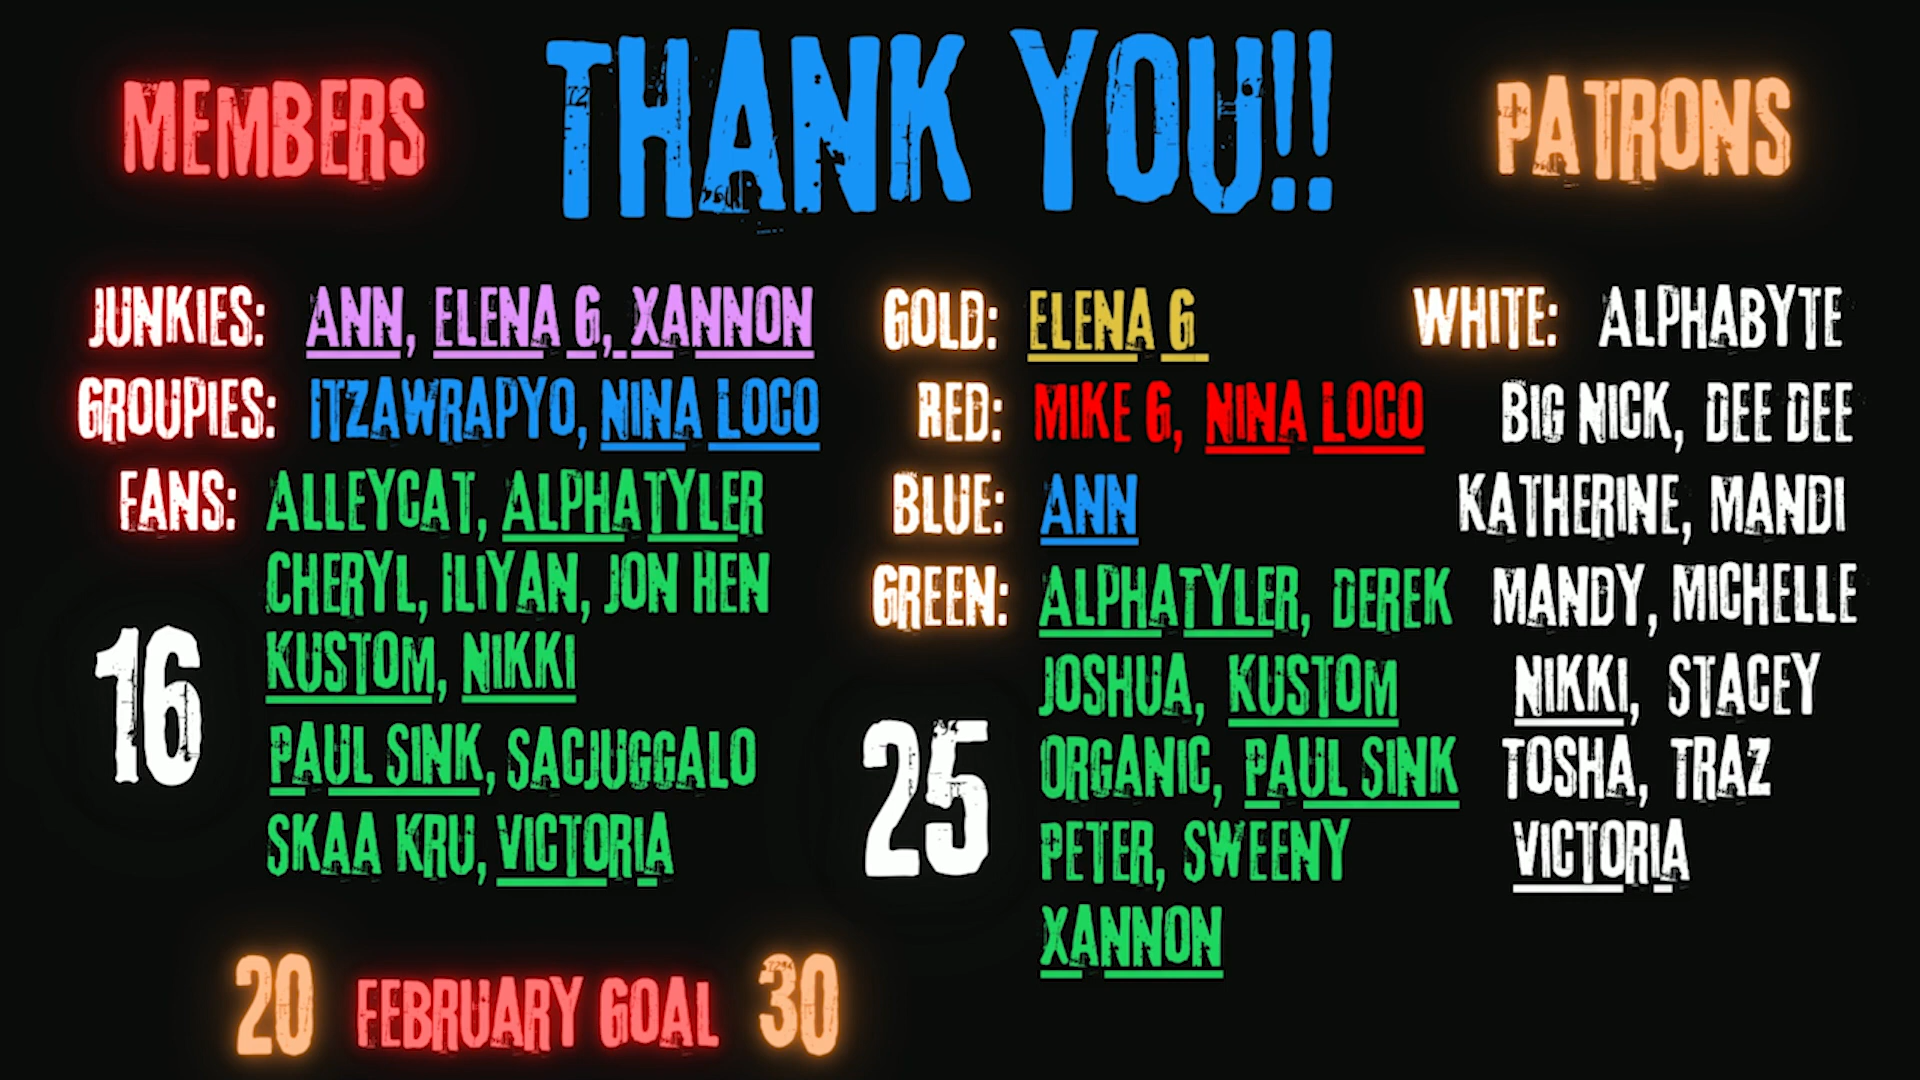 MEMBERS
THANK YOU!!
PATRONS
JUNKIES: ANN, ELENA G, XANNON
GROUPIES: ITZAWRAPYO, NINA LOCO
FANS: ALLEYCAT, ALPHATYLER
CHERYL, ILIYAN, JON HEN
KUSTOM, NIKKI
PAUL SINK, SACJUGGALO
SKAA KRU, VICTORIA
16
GOLD: ELENA G
RED: MIKE G, NINA LOCO
BLUE: ANN
GREEN: ALPHATYLER, DEREK
JOSHUA, KUSTOM
ORGANIC, PAUL SINK
PETER, SWEENY
XANNON
25
WHITE: ALPHABYTE
BIG NICK, DEE DEE
KATHERINE, MANDI
MANDY, MICHELLE
NIKKI, STACEY
TOSHA, TRAZ
VICTORIA
20 FEBRUARY GOAL 30